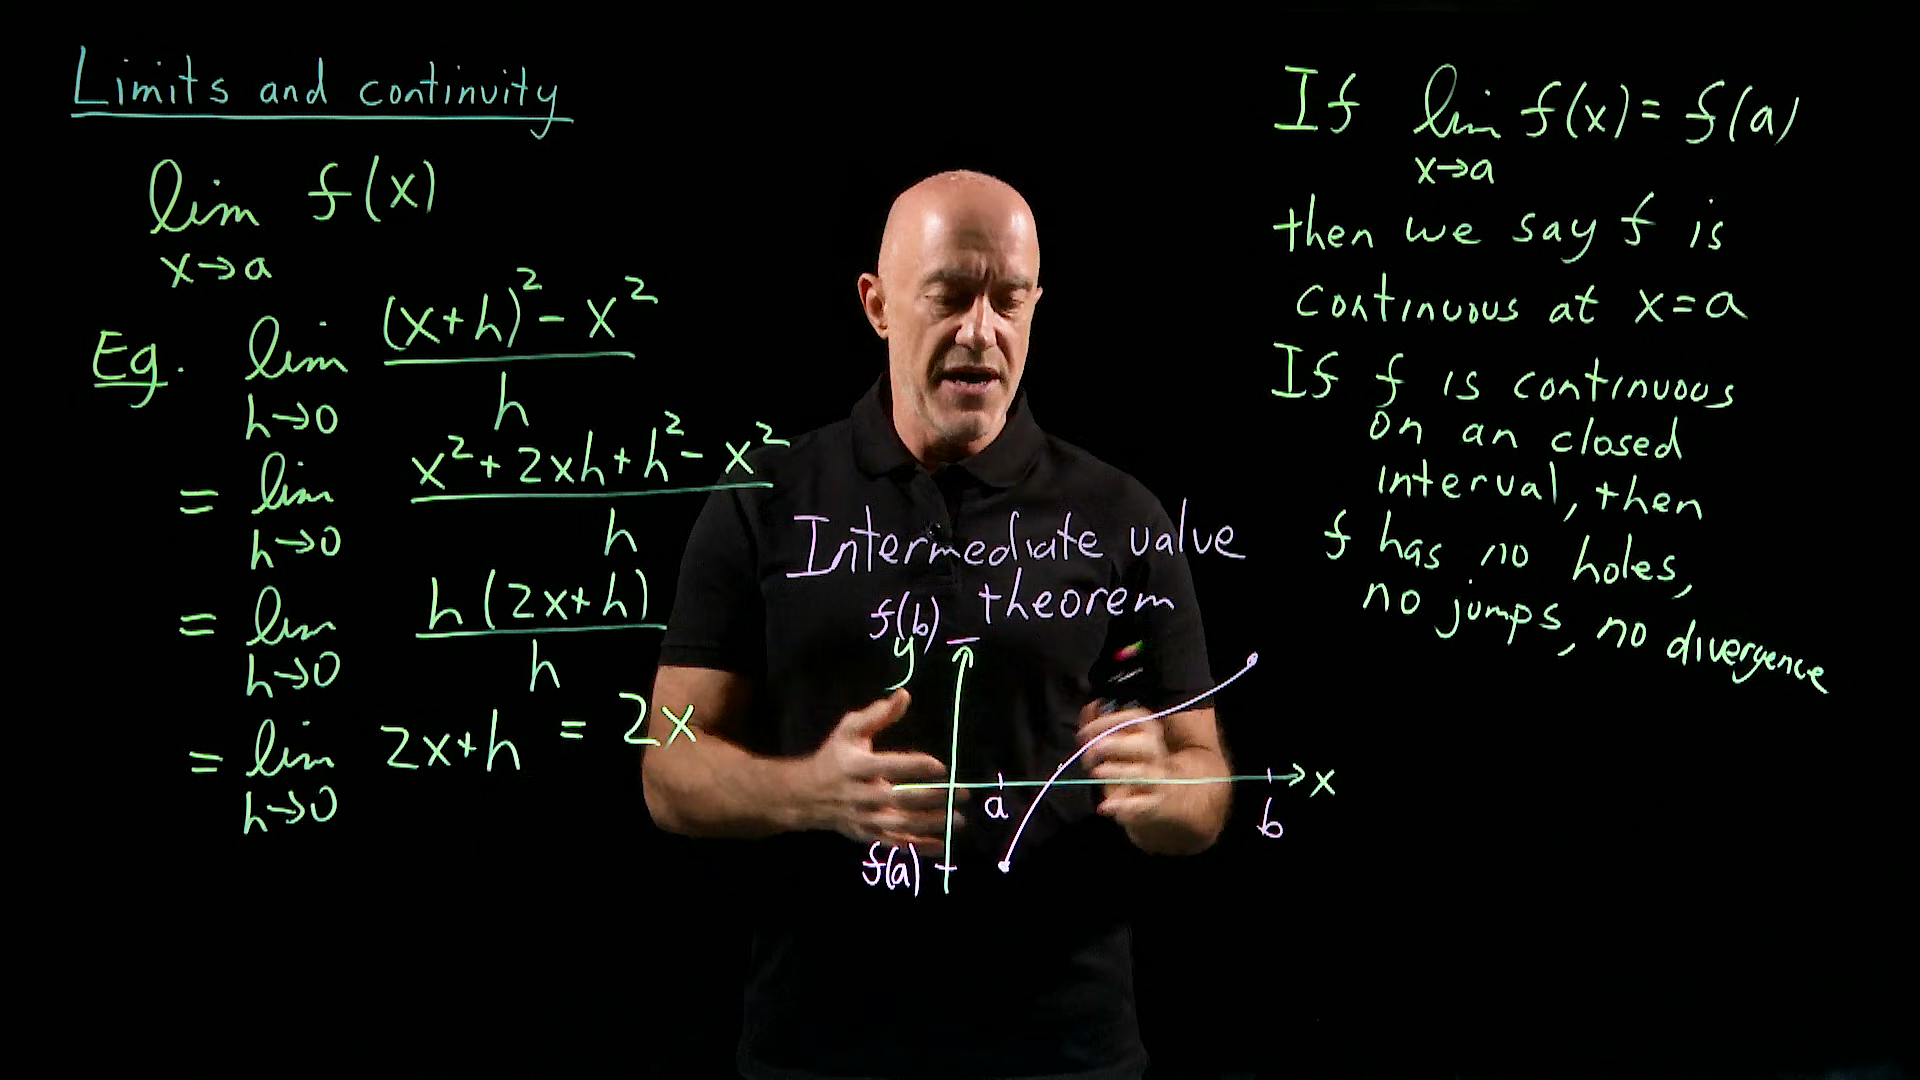 Limits and continuity
lim f(x)
x→a
Eg. lim (x+h)² - x²
h→0 h
= lim x² + 2xh + h² - x²
h→0 h
= lim h(2x+h)
h→0 h
= lim 2x+h = 2x
h→0
Intermediate value
theorem
f(b)
y
a
x
b
f(a)
If lim f(x) = f(a)
x→a
then we say f is
continuous at x=a
If f is continuous
on an closed
interval, then
f has no holes,
no jumps, no divergence